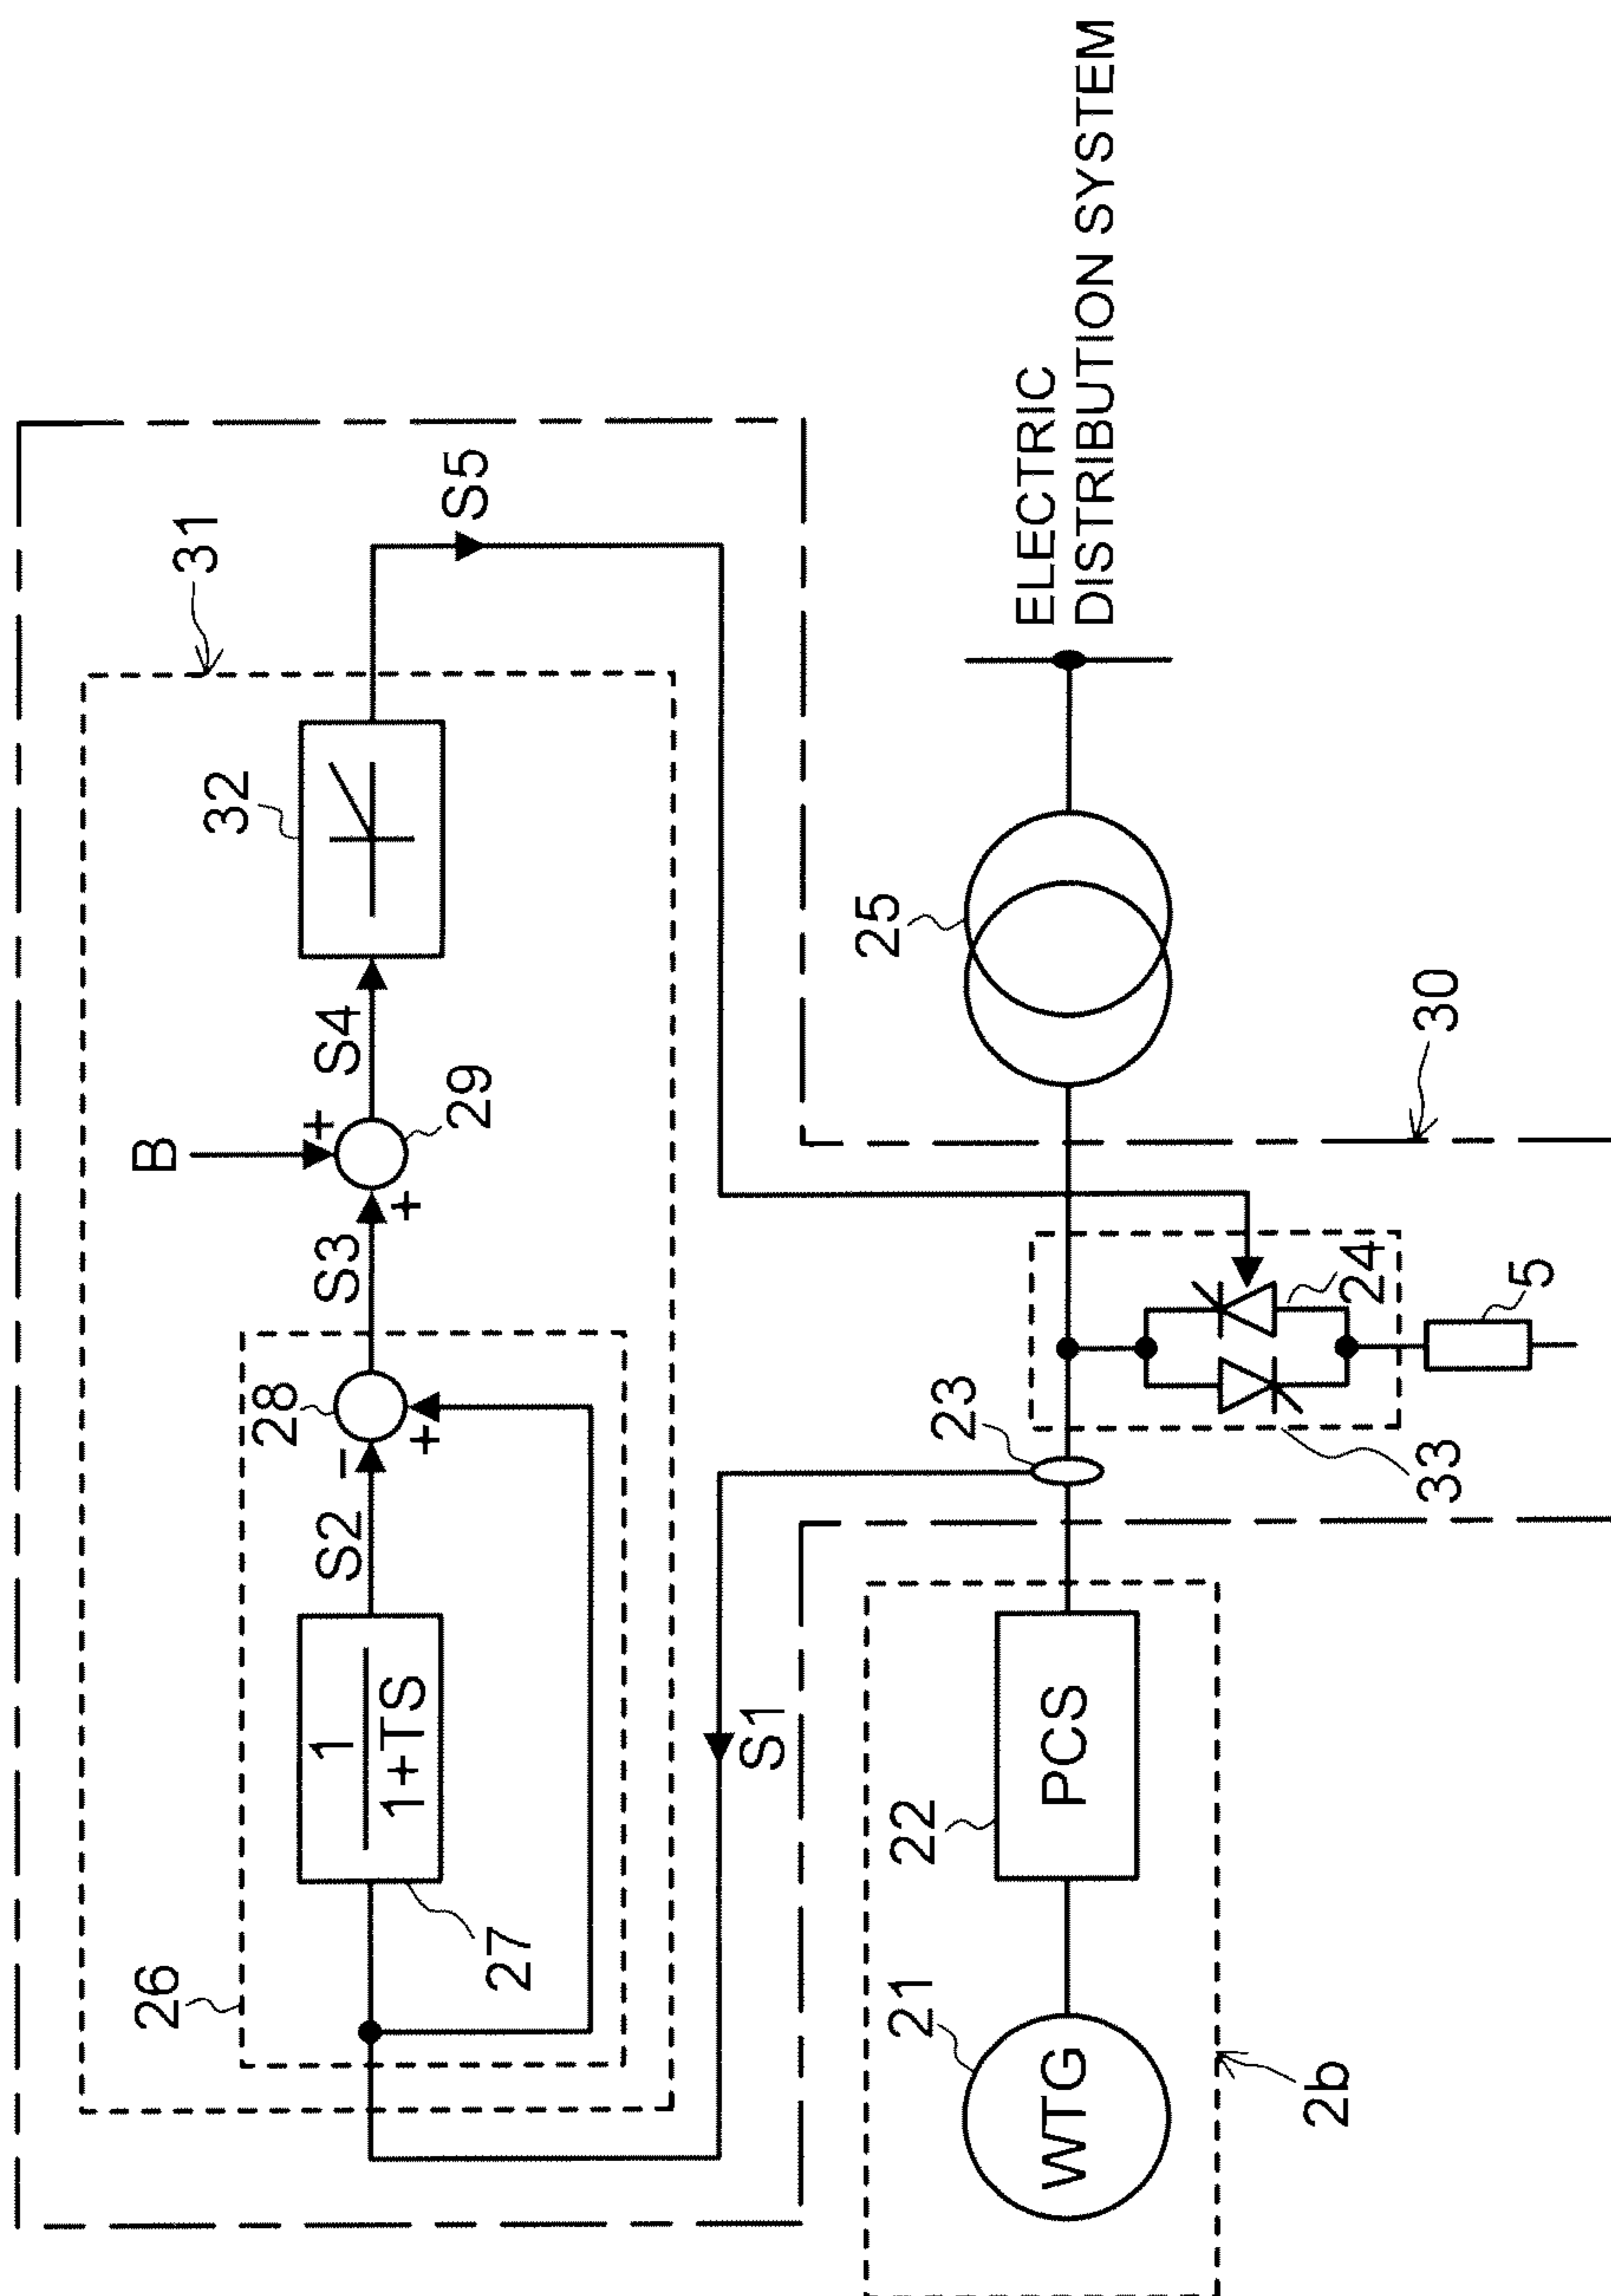 31
S5
32
B
+
S4
29
+
S3
28
−
+
S2
1
1+TS
26
27
S1
ELECTRIC
DISTRIBUTION SYSTEM
25
30
23
24
5
33
22
PCS
21
WTG
2b